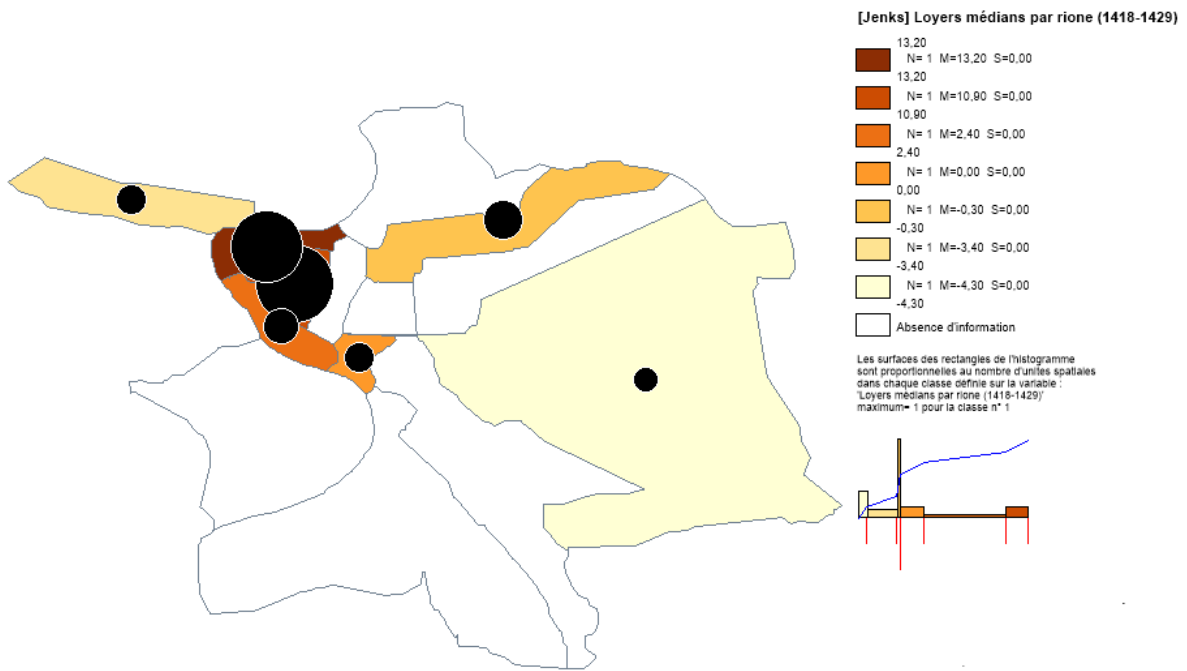 [Jenks] Loyers médians par rione (1418-1429)
13,20
N= 1 M=13,20 S=0,00
13,20
N= 1 M=10,90 S=0,00
10,90
N= 1 M=2,40 S=0,00
2,40
N= 1 M=0,00 S=0,00
0,00
N= 1 M=-0,30 S=0,00
-0,30
N= 1 M=-3,40 S=0,00
-3,40
N= 1 M=-4,30 S=0,00
-4,30
Absence d'information
Les surfaces des rectangles de l'histogramme
sont proportionnelles au nombre d'unités spatiales
dans chaque classe définie sur la variable :
'Loyers médians par rione (1418-1429)'
maximum= 1 pour la classe n° 1